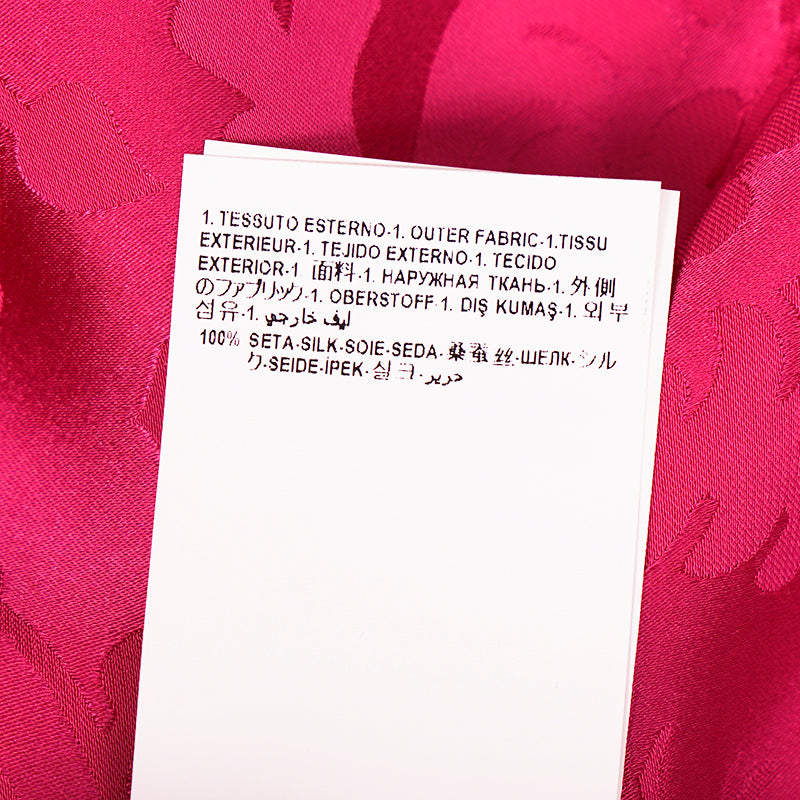 1. TESSUTO ESTERNO-1. OUTER FABRIC-1.TISSU
EXTERIEUR-1. TEJIDO EXTERNO-1. TECIDO
EXTERIOR-1. 面料-1. НАРУЖНАЯ ТКАНЬ-1. 外側
のファブリック-1. OBERSTOFF-1. DIŞ KUMAŞ-1. 외부
섬유-1. ليف خارجي
100% SETA-SILK-SOIE-SEDA-桑蚕丝-ШЕЛК-シル
ク-SEIDE-İPEK-실크-حرير